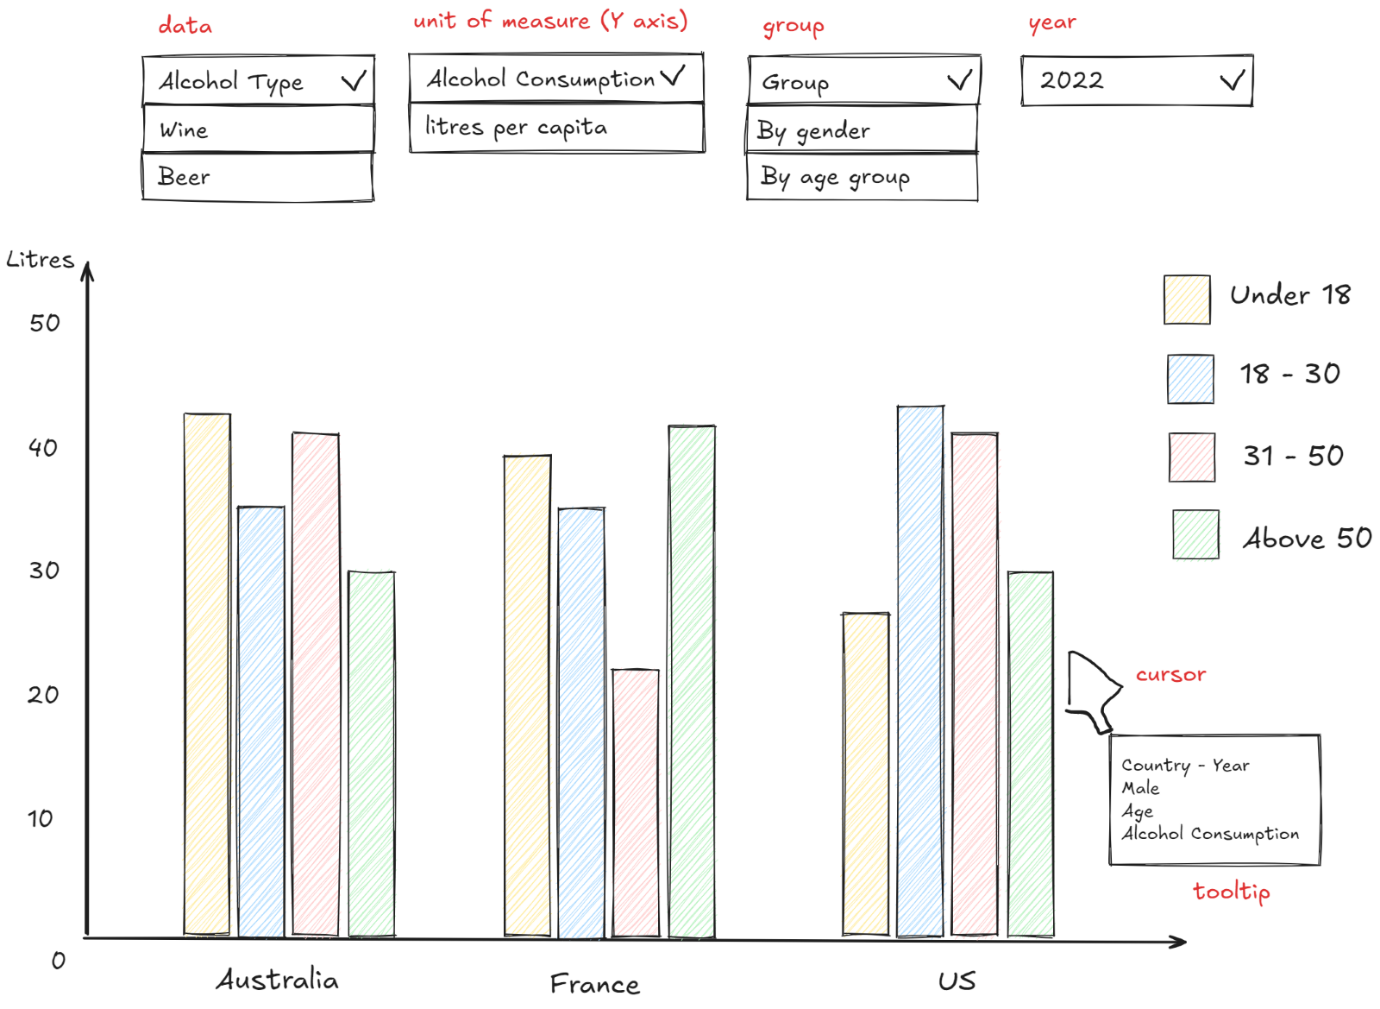 data
unit of measure (Y axis)
group
year
Alcohol Type
Alcohol Consumption
Group
2022
Wine
litres per capita
By gender
Beer
By age group
Litres
50
40
30
20
10
0
Under 18
18 - 30
31 - 50
Above 50
cursor
Country - Year
Male
Age
Alcohol Consumption
tooltip
Australia
France
US